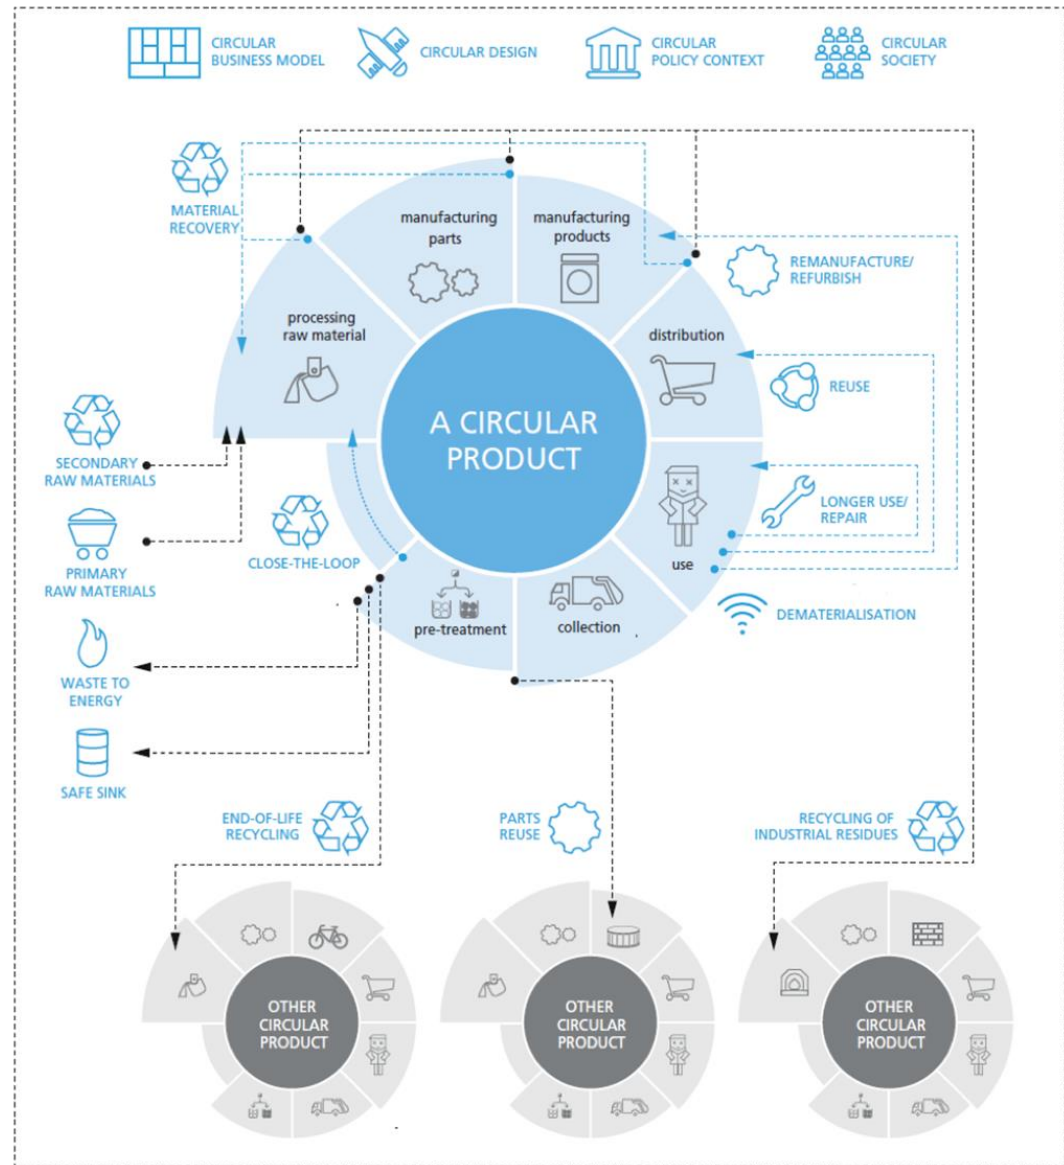 CIRCULAR
BUSINESS MODEL
CIRCULAR DESIGN
CIRCULAR
POLICY CONTEXT
CIRCULAR
SOCIETY
MATERIAL
RECOVERY
manufacturing
parts
manufacturing
products
REMANUFACTURE/
REFURBISH
processing
raw material
distribution
REUSE
A CIRCULAR
PRODUCT
SECONDARY
RAW MATERIALS
LONGER USE/
REPAIR
CLOSE-THE-LOOP
use
PRIMARY
RAW MATERIALS
pre-treatment
collection
DEMATERIALISATION
WASTE TO
ENERGY
SAFE SINK
END-OF-LIFE
RECYCLING
PARTS
REUSE
RECYCLING OF
INDUSTRIAL RESIDUES
OTHER
CIRCULAR
PRODUCT
OTHER
CIRCULAR
PRODUCT
OTHER
CIRCULAR
PRODUCT